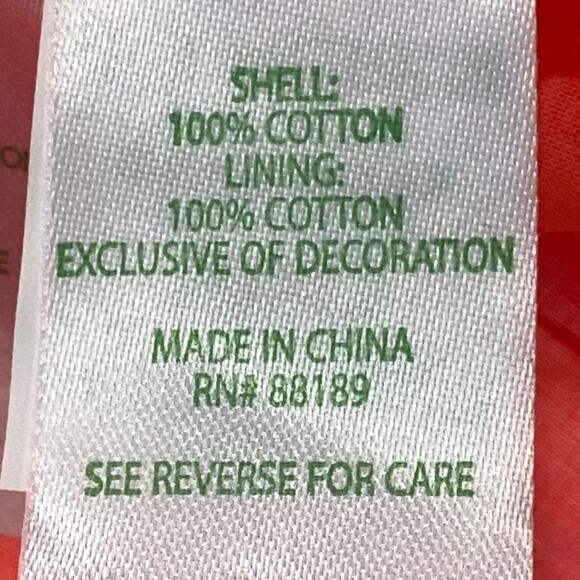 SHELL:
100% COTTON
LINING:
100% COTTON
EXCLUSIVE OF DECORATION
MADE IN CHINA
RN# 88189
SEE REVERSE FOR CARE